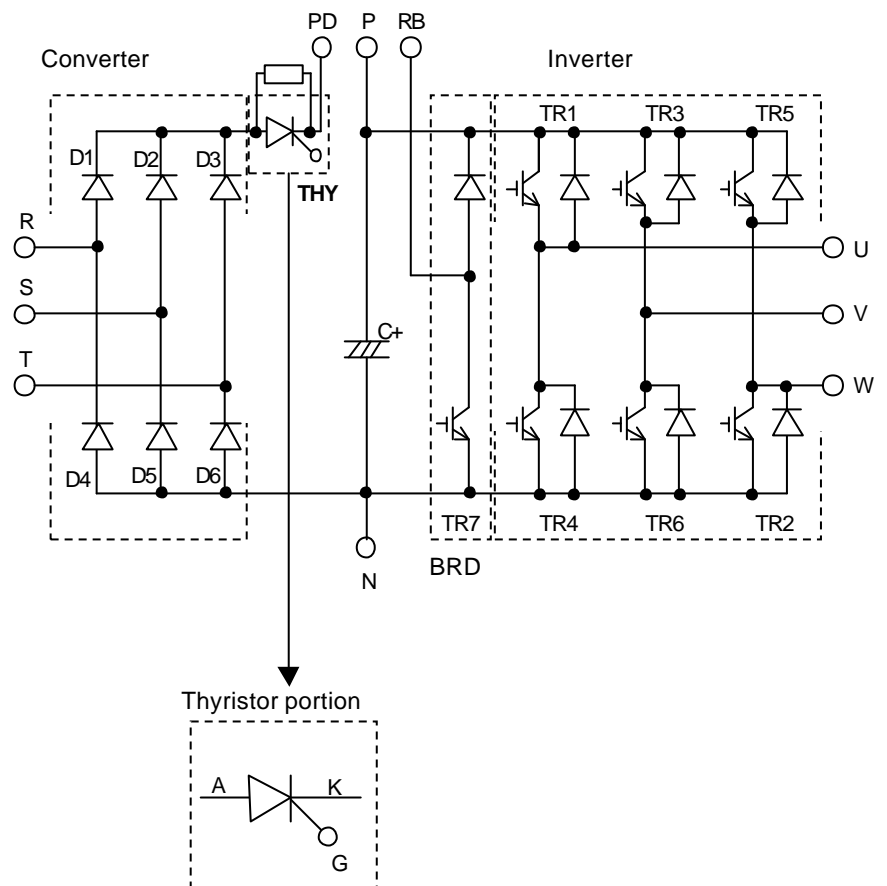 PD P RB
Converter
Inverter
TR1 TR3 TR5
D1 D2 D3
THY
R
U
S
V
C+
T
W
D4 D5 D6
TR7 TR4 TR6 TR2
BRD
N
Thyristor portion
A K
G